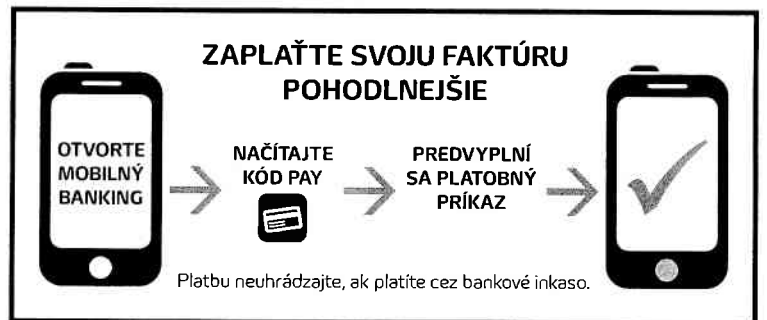 ZAPLAŤTE SVOJU FAKTÚRU
POHODLNEJŠIE
OTVORTE
MOBILNÝ
BANKING
NAČÍTAJTE
KÓD PAY
PREDVYPLNÍ
SA PLATOBNÝ
PRÍKAZ
Platbu neuhrádzajte, ak platíte cez bankové inkaso.